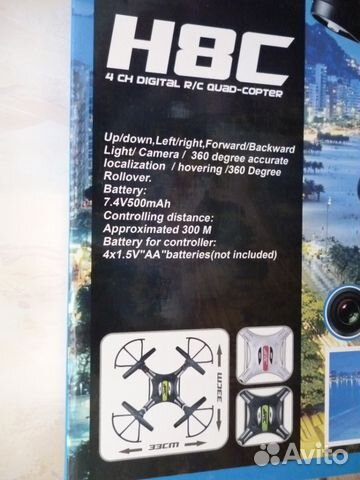 H8C
4 CH DIGITAL R/C QUAD-COPTER
Up/down,Left/right,Forward/Backward
Light/ Camera / 360 degree accurate
localization / hovering /360 Degree
Rollover.
Battery:
7.4V500mAh
Controlling distance:
Approximated 300 M
Battery for controller:
4x1.5V"AA"batteries(not included)
33CM
33CM
Avito